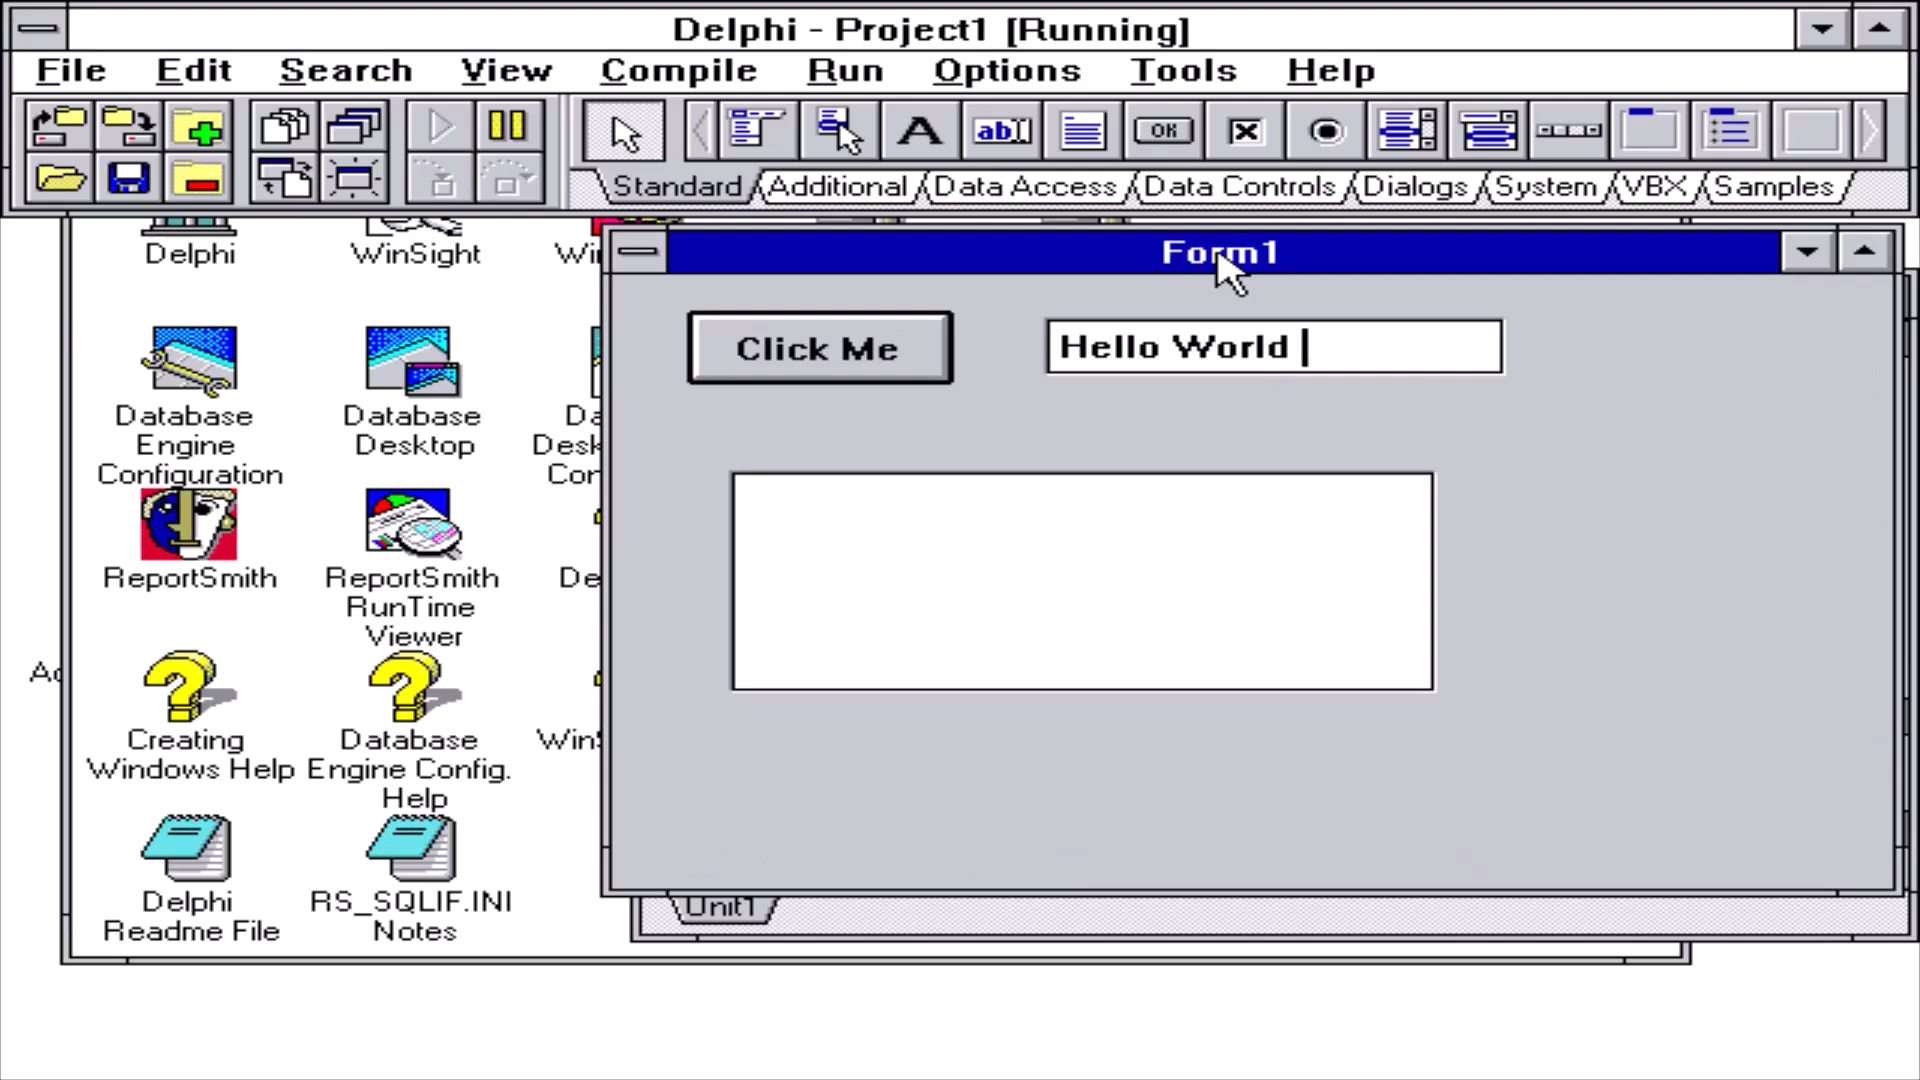 Delphi - Project1 [Running]
File Edit Search View Compile Run Options Tools Help
A ab OK
Standard Additional Data Access Data Controls Dialogs System VBX Samples
Delphi WinSight
Form1
Click Me Hello World
Database Engine Configuration
Database Desktop
ReportSmith
ReportSmith RunTime Viewer
Creating Windows Help
Database Engine Config. Help
Delphi Readme File
RS_SQLIF.INI Notes
Unit1